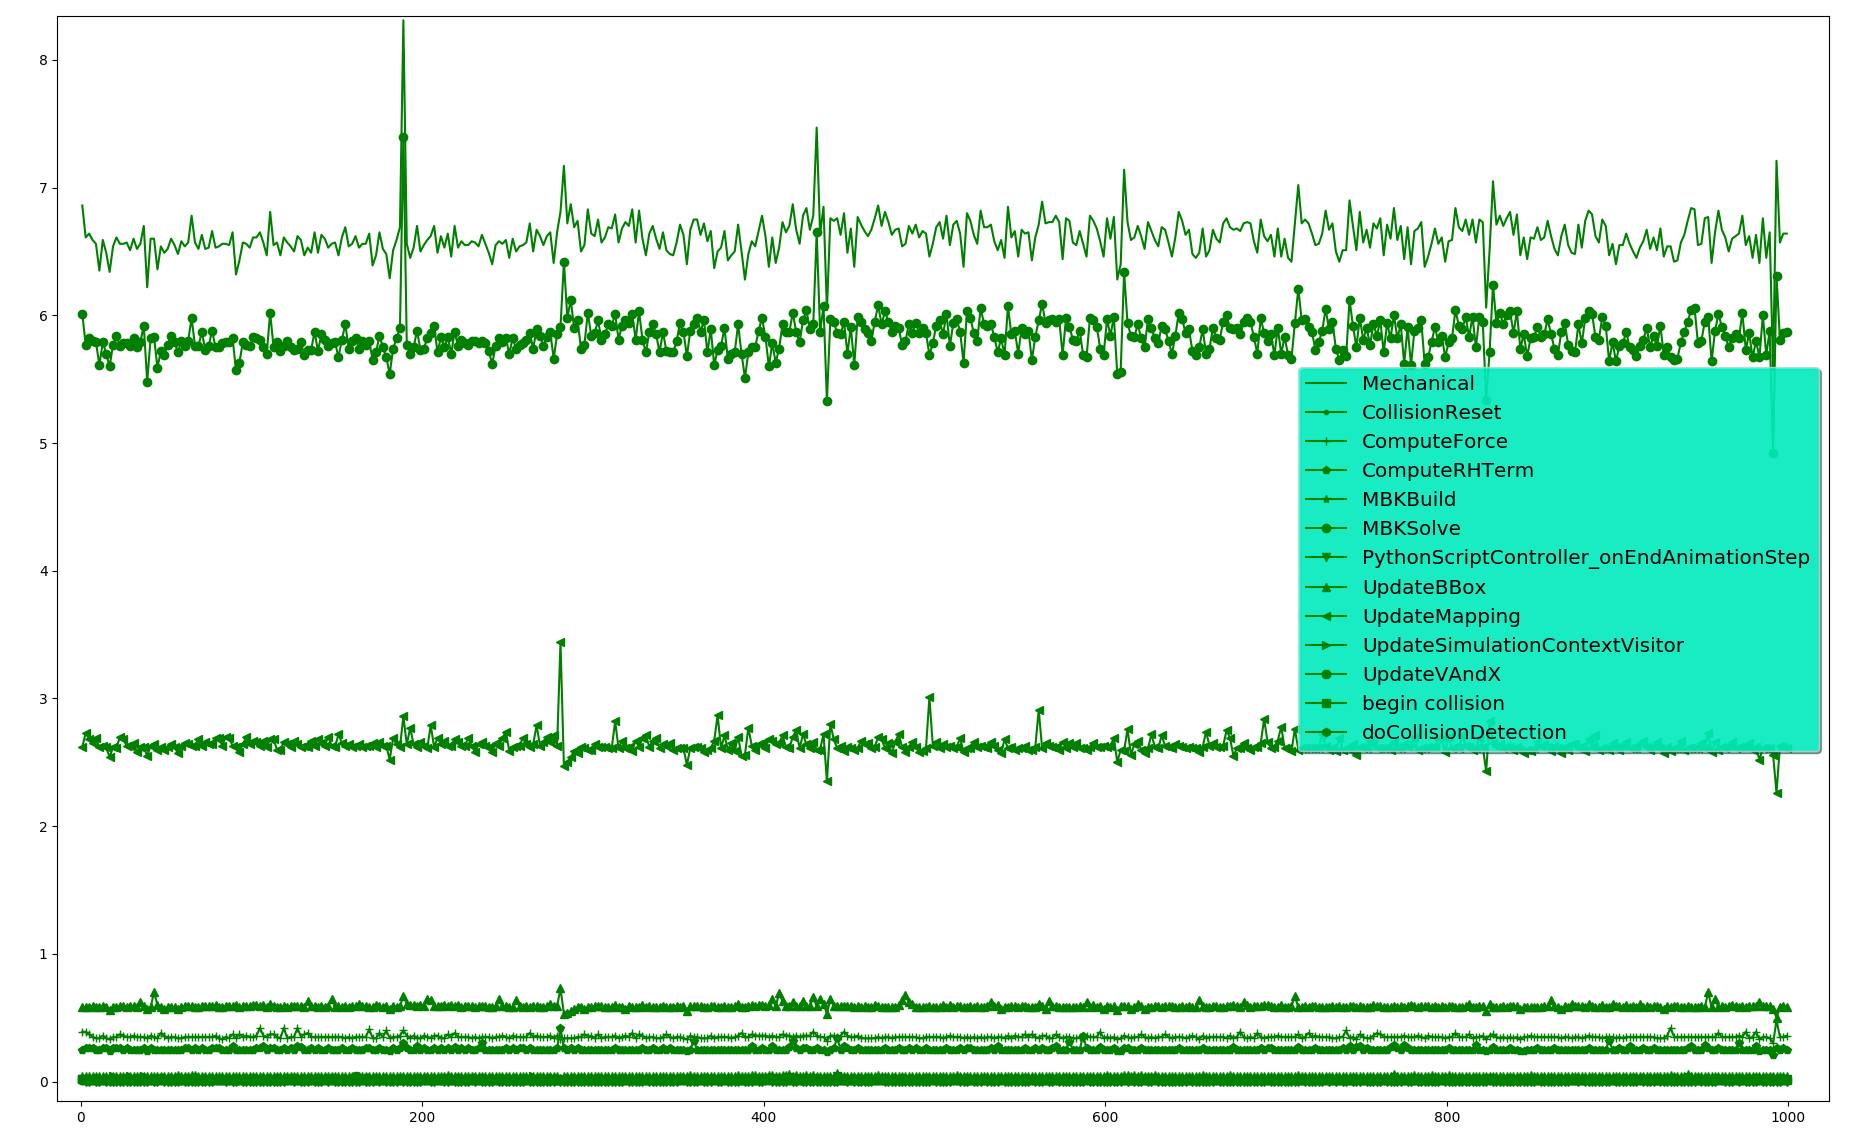 8
7
6
5
4
3
2
1
0
0 200 400 600 800 1000
Mechanical
CollisionReset
ComputeForce
ComputeRHTerm
MBKBuild
MBKSolve
PythonScriptController_onEndAnimationStep
UpdateBBox
UpdateMapping
UpdateSimulationContextVisitor
UpdateVAndX
begin collision
doCollisionDetection